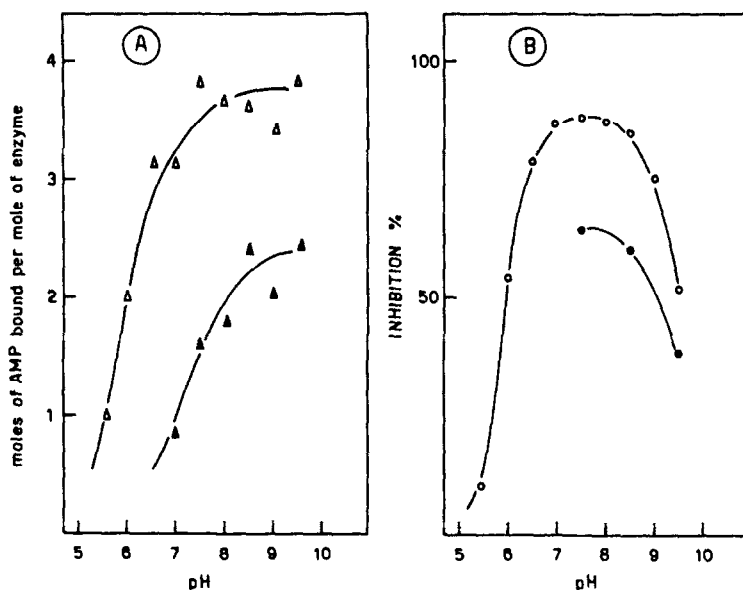 A
B
moles of AMP bound per mole of enzyme
4
3
2
1
5 6 7 8 9 10
pH
INHIBITION %
100
50
5 6 7 8 9 10
pH